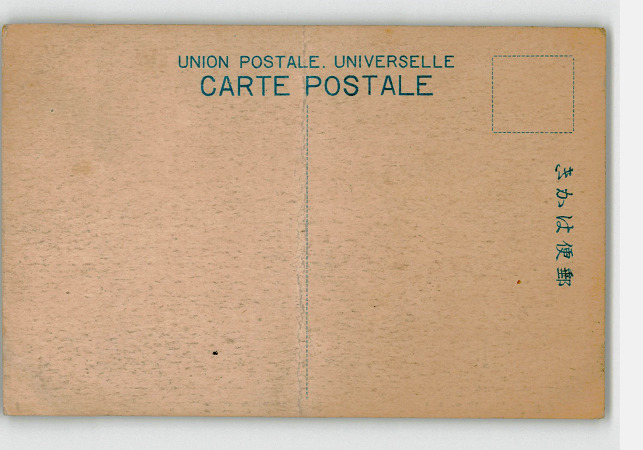 UNION POSTALE. UNIVERSELLE
CARTE POSTALE
きかは便郵